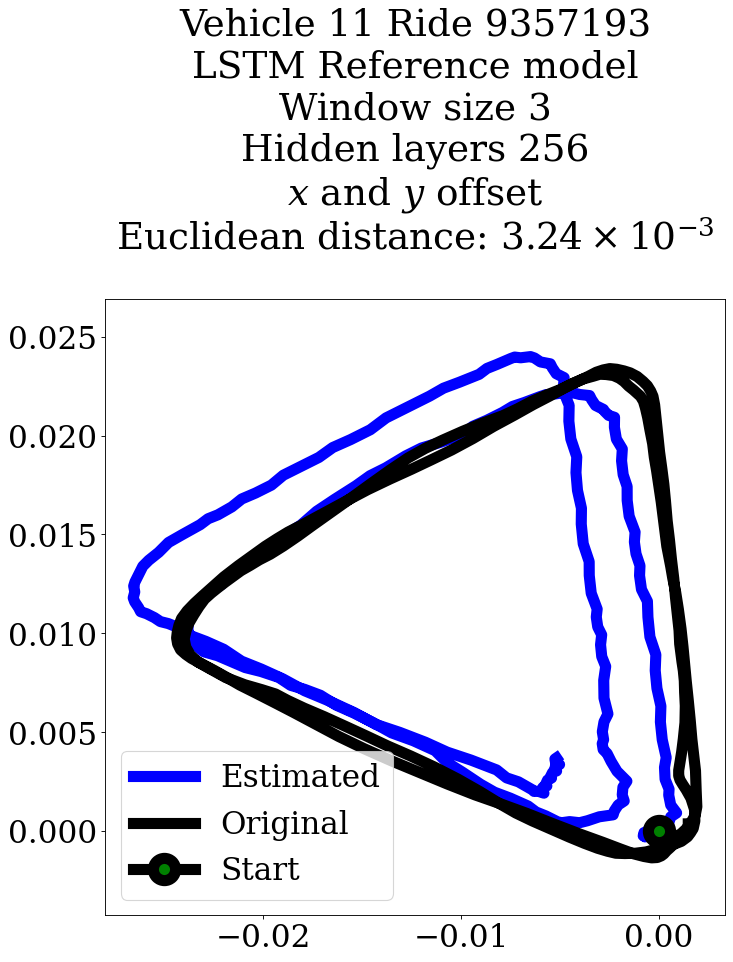 Vehicle 11 Ride 9357193
LSTM Reference model
Window size 3
Hidden layers 256
x and y offset
Euclidean distance: 3.24 × 10⁻³
0.025
0.020
0.015
0.010
0.005
0.000
Estimated
Original
Start
−0.02 −0.01 0.00